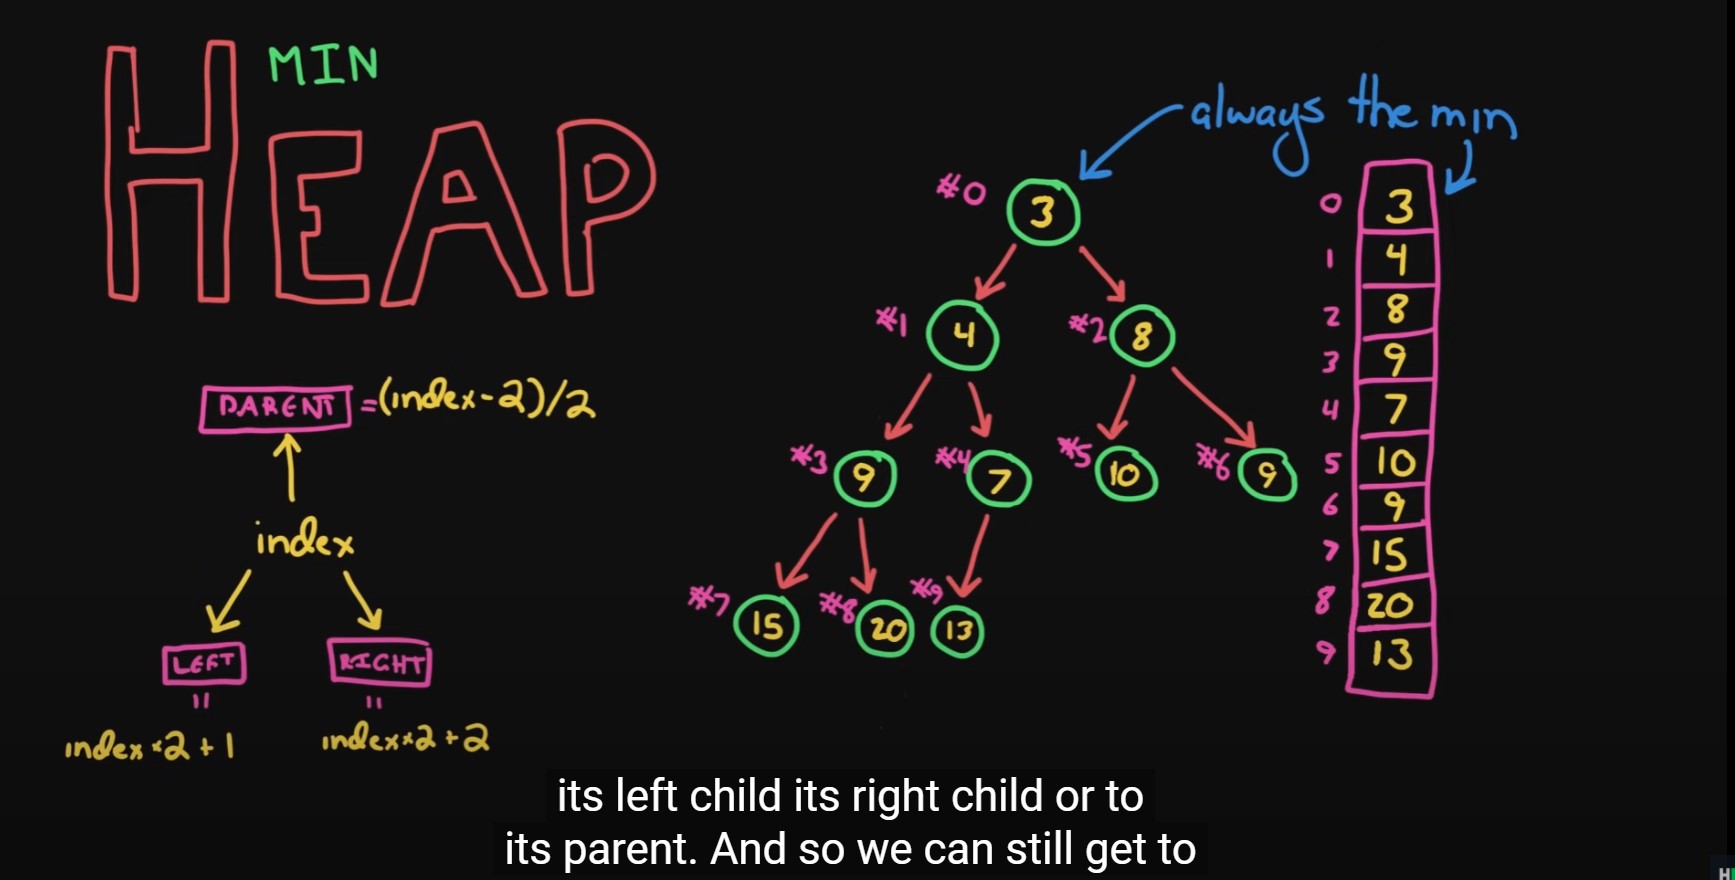 MIN
HEAP
always the min
#0 3
#1 4 #2 8
#3 9 #4 7 #5 10 #6 9
#7 15 #8 20 #9 13
0 3
1 4
2 8
3 9
4 7
5 10
6 9
7 15
8 20
9 13
PARENT =(index-2)/2
index
LEFT RIGHT
= =
index*2+1 index*2+2
its left child its right child or to
its parent. And so we can still get to